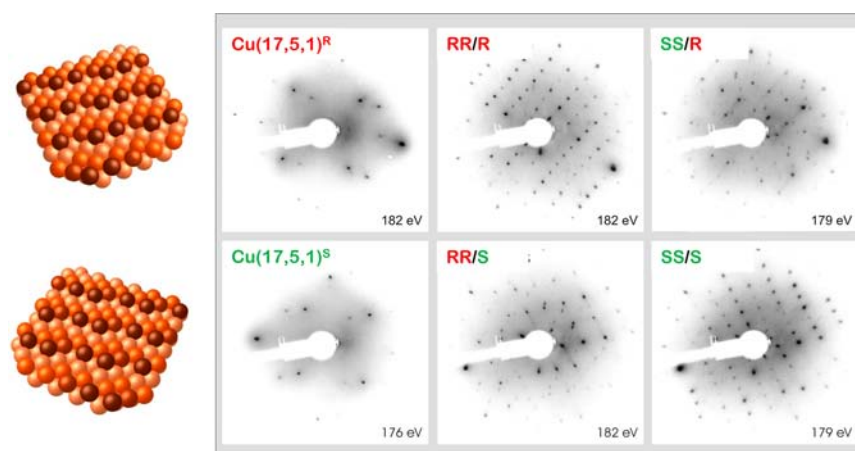 Cu(17,5,1)ᴿ
RR/R
SS/R
182 eV
182 eV
179 eV
Cu(17,5,1)ˢ
RR/S
SS/S
176 eV
182 eV
179 eV